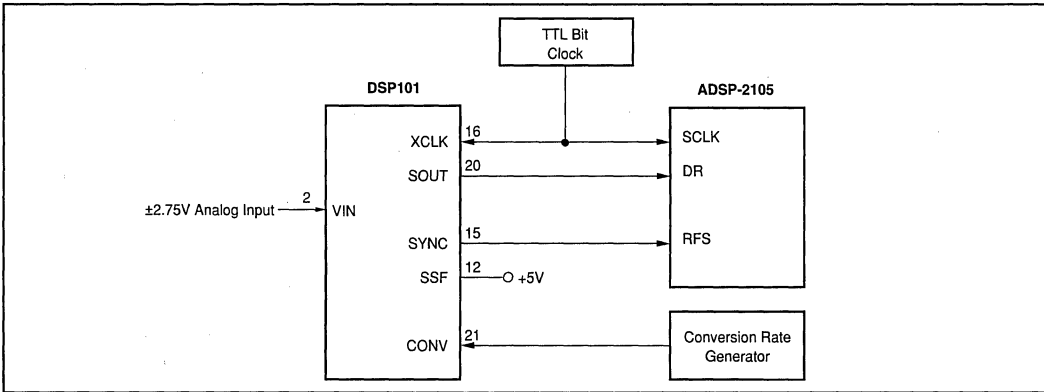 TTL Bit
Clock
DSP101
ADSP-2105
XCLK
16
SCLK
SOUT
20
DR
±2.75V Analog Input
2
VIN
SYNC
15
RFS
SSF
12
+5V
CONV
21
Conversion Rate
Generator